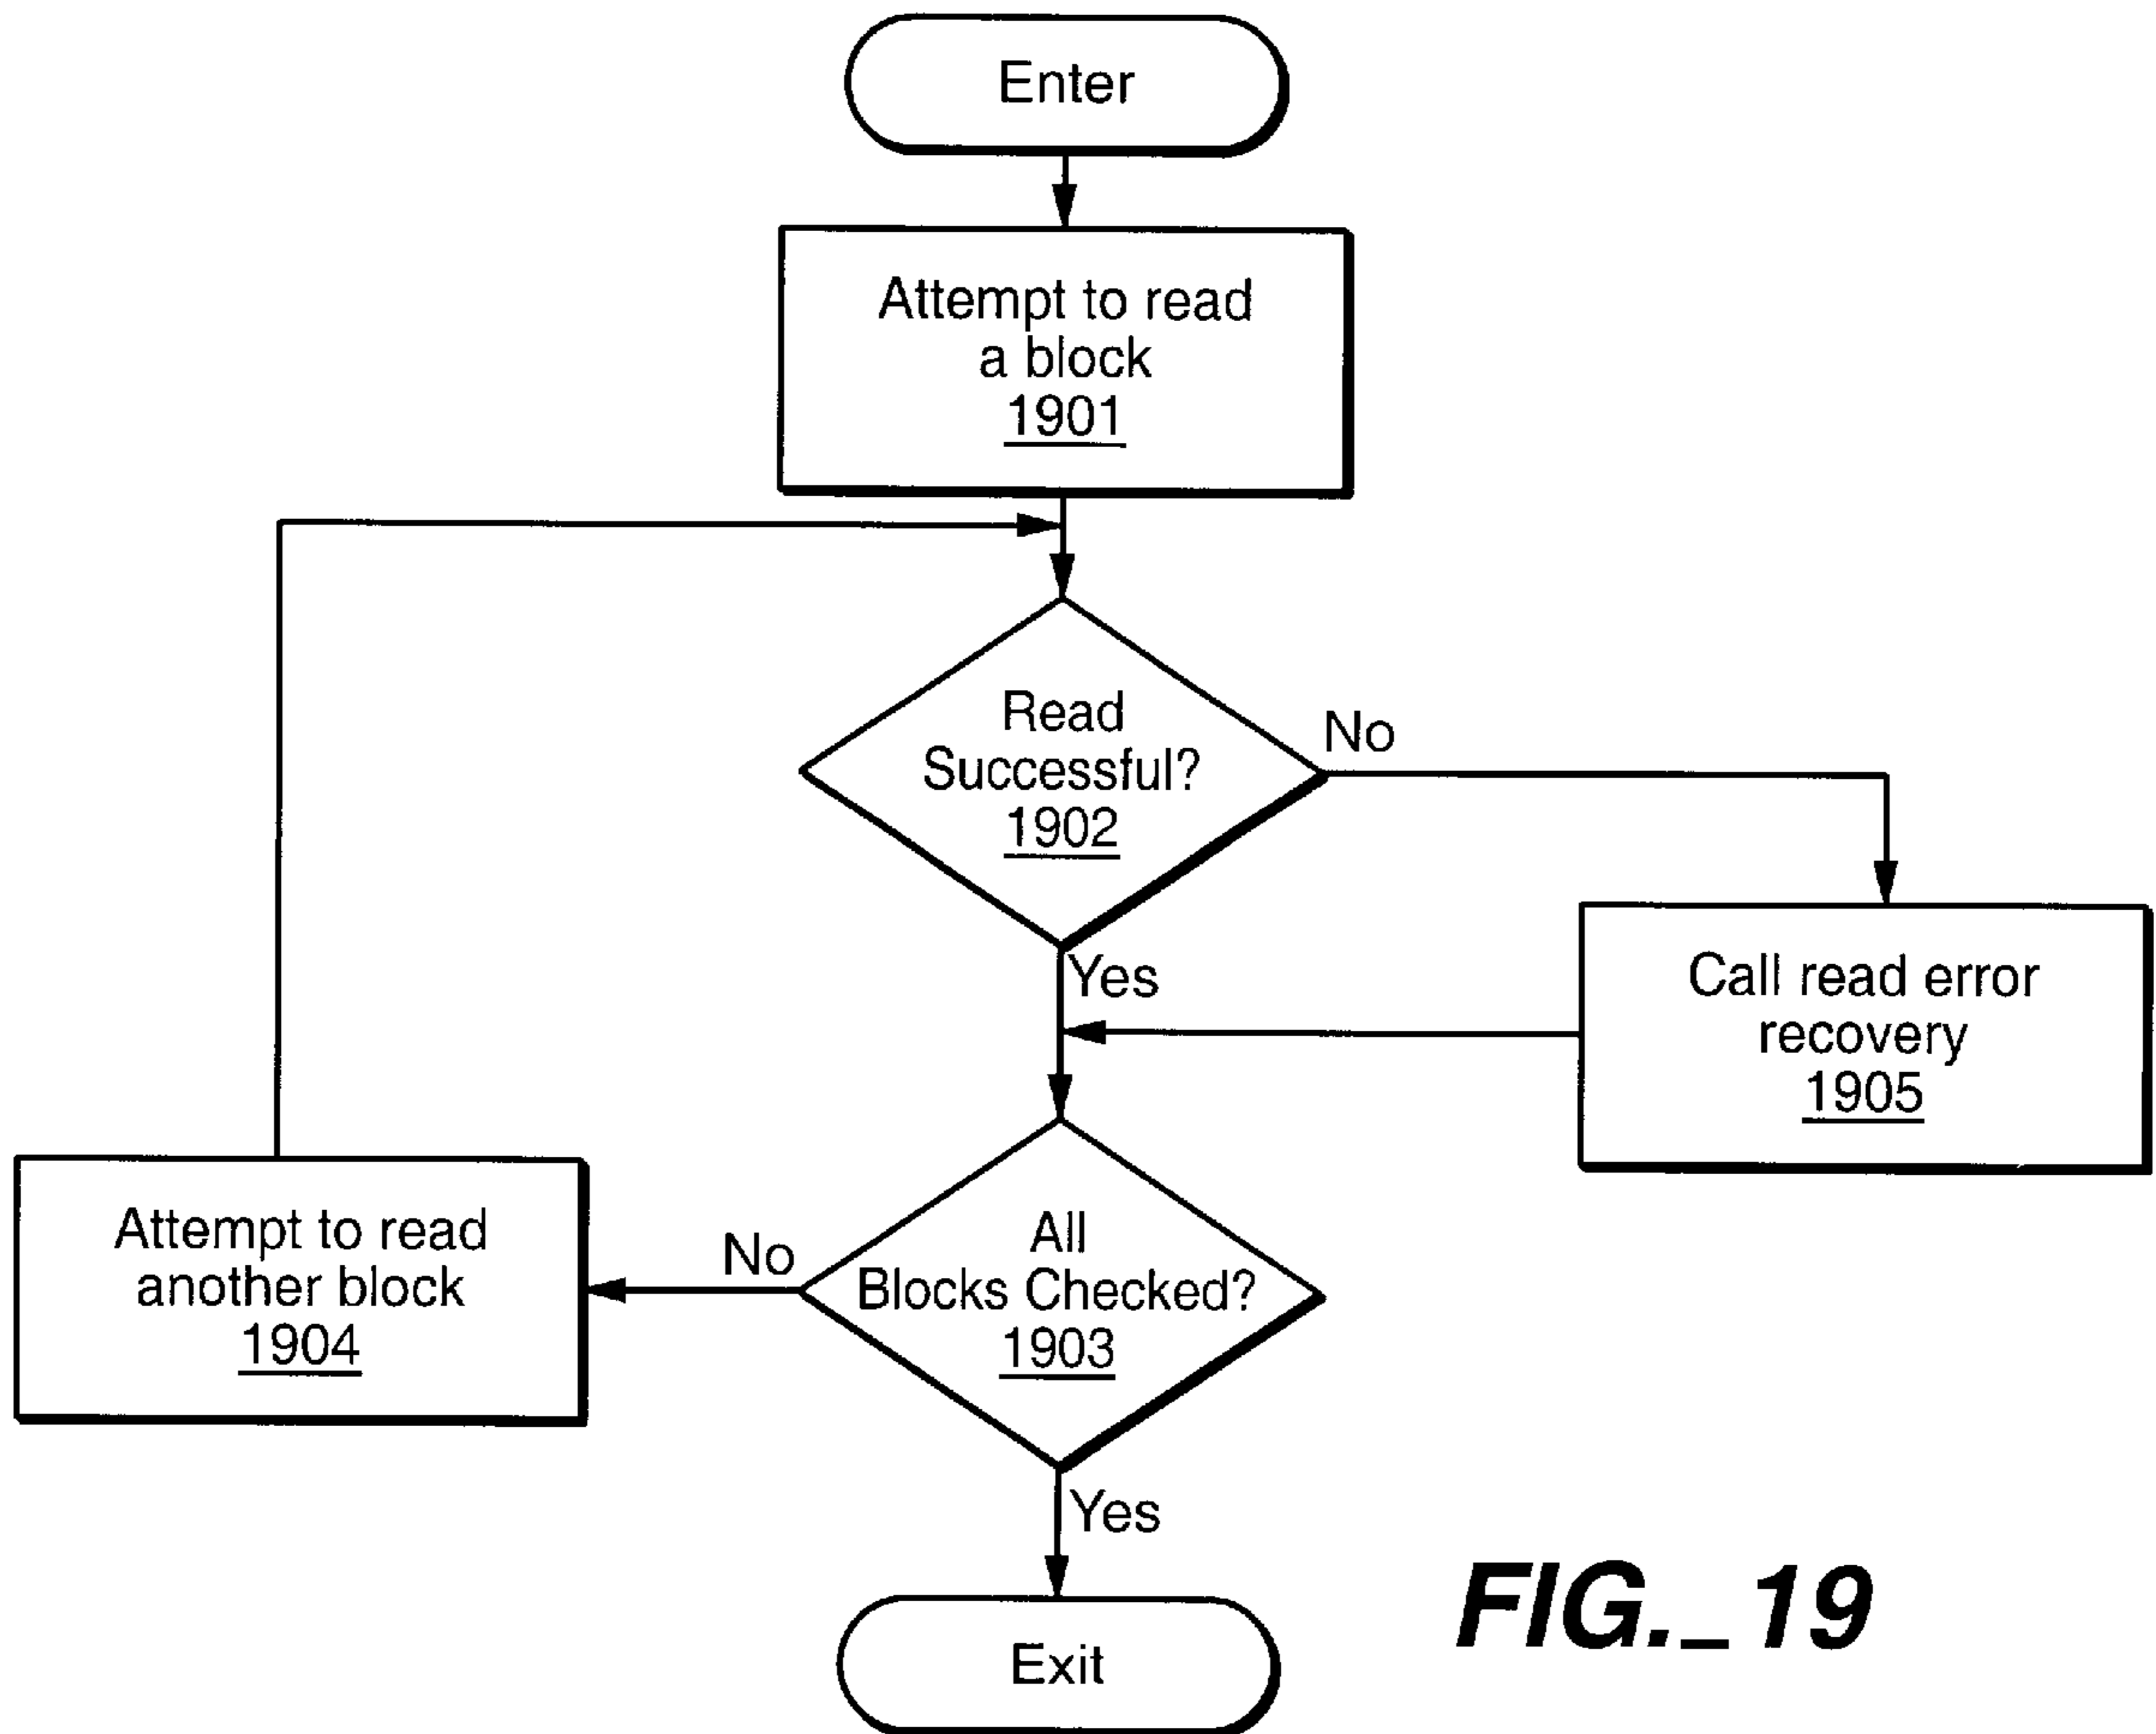 Enter
Attempt to read
a block
1901
Read
Successful?
1902
No
Yes
Call read error
recovery
1905
All
Blocks Checked?
1903
No
Attempt to read
another block
1904
Yes
Exit
FIG._19